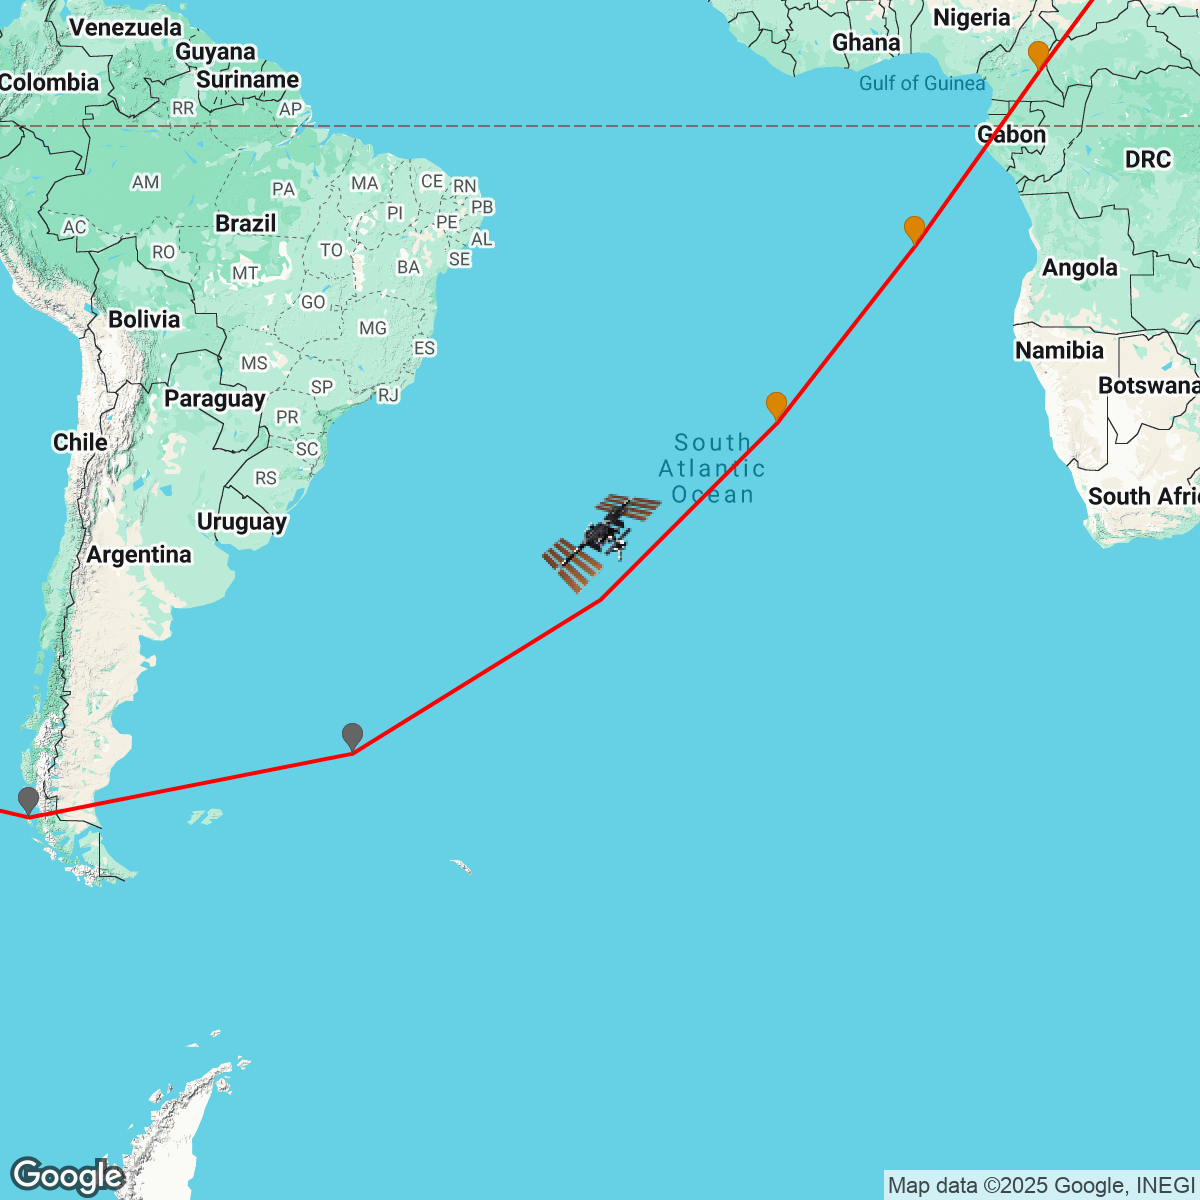 Venezuela
Nigeria
Guyana
Ghana
Colombia
Suriname
Gulf of Guinea
RR
AP
Gabon
DRC
AM
PA
MA
CE
RN
PB
PI
PE
AL
Brazil
AC
RO
TO
SE
MT
BA
Angola
GO
Bolivia
MG
ES
Namibia
MS
SP
RJ
Botswana
Paraguay
PR
Chile
SC
South
Atlantic
Ocean
RS
South Afri
Uruguay
Argentina
Google
Map data ©2025 Google, INEGI